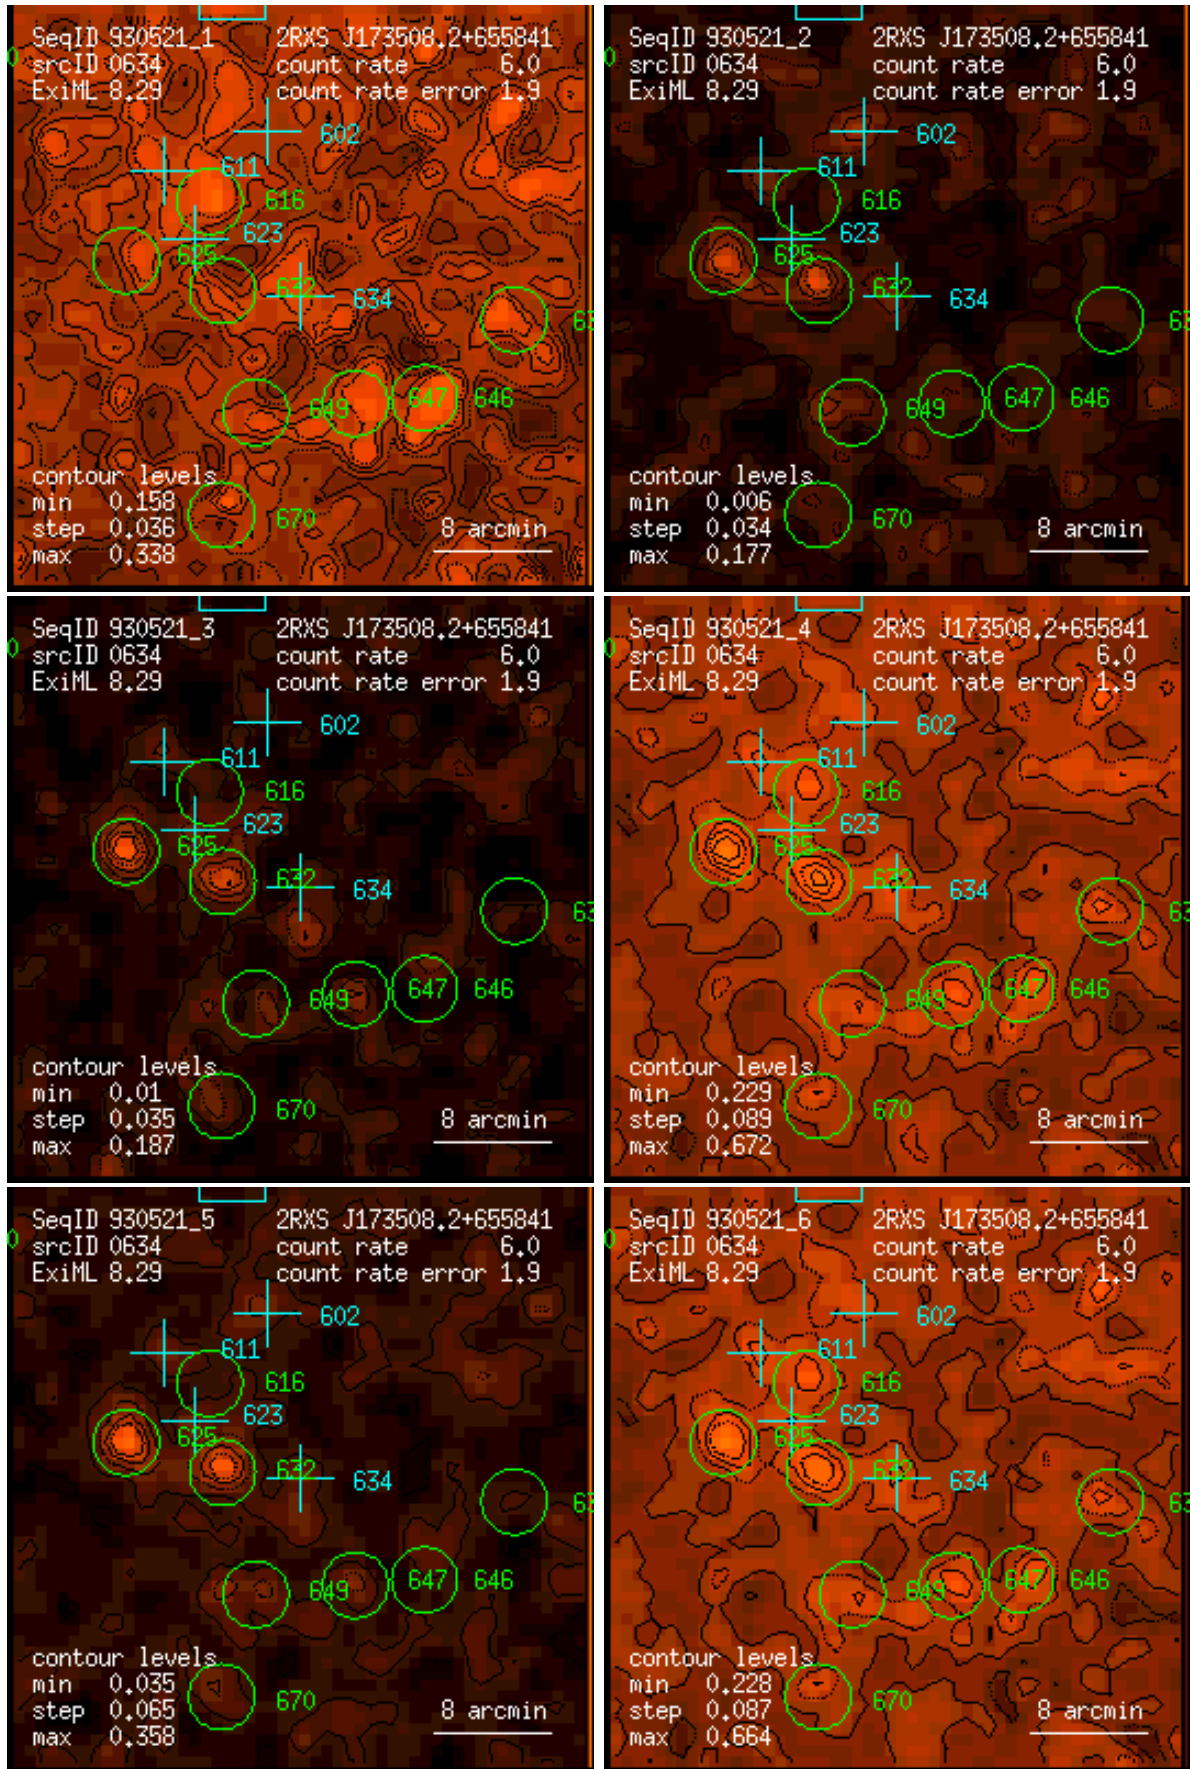 SeqID 930521_1 2RXS J173508.2+655841
0 srcID 0634 count rate 6.0
ExiML 8.29 count rate error 1.9
602
611
616
623
625
632
634
63
649 647 646
contour levels
min 0.158
670
step 0.036 8 arcmin
max 0.338
SeqID 930521_2 2RXS J173508.2+655841
0 srcID 0634 count rate 6.0
ExiML 8.29 count rate error 1.9
602
611
616
623
625
632
634
63
649 647 646
contour levels
min 0.006
670
step 0.034 8 arcmin
max 0.177
SeqID 930521_3 2RXS J173508.2+655841
0 srcID 0634 count rate 6.0
ExiML 8.29 count rate error 1.9
602
611
616
623
625
632
634
63
649 647 646
contour levels
min 0.01
670
step 0.035 8 arcmin
max 0.187
SeqID 930521_4 2RXS J173508.2+655841
0 srcID 0634 count rate 6.0
ExiML 8.29 count rate error 1.9
602
611
616
623
625
632
634
63
649 647 646
contour levels
min 0.229
670
step 0.089 8 arcmin
max 0.672
SeqID 930521_5 2RXS J173508.2+655841
0 srcID 0634 count rate 6.0
ExiML 8.29 count rate error 1.9
602
611
616
623
625
632
634
63
649 647 646
contour levels
min 0.035
670
step 0.065 8 arcmin
max 0.358
SeqID 930521_6 2RXS J173508.2+655841
0 srcID 0634 count rate 6.0
ExiML 8.29 count rate error 1.9
602
611
616
623
625
632
634
63
649 647 646
contour levels
min 0.228
670
step 0.087 8 arcmin
max 0.664